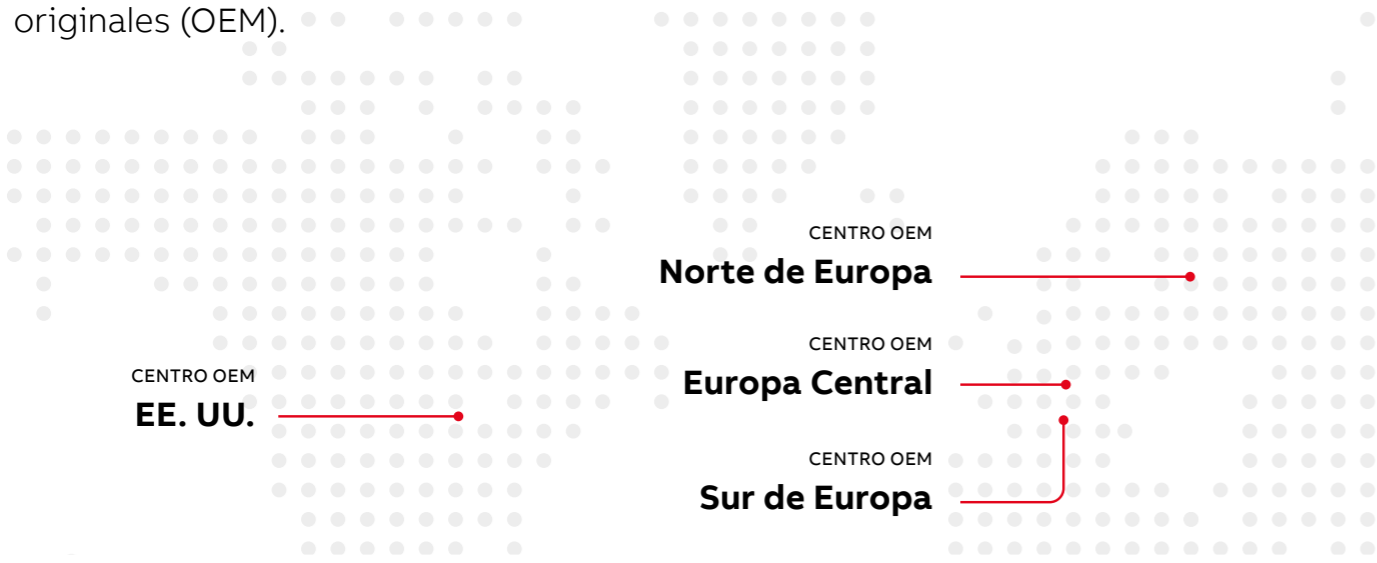 originales (OEM).
CENTRO OEM
Norte de Europa
CENTRO OEM
Europa Central
CENTRO OEM
EE. UU.
CENTRO OEM
Sur de Europa